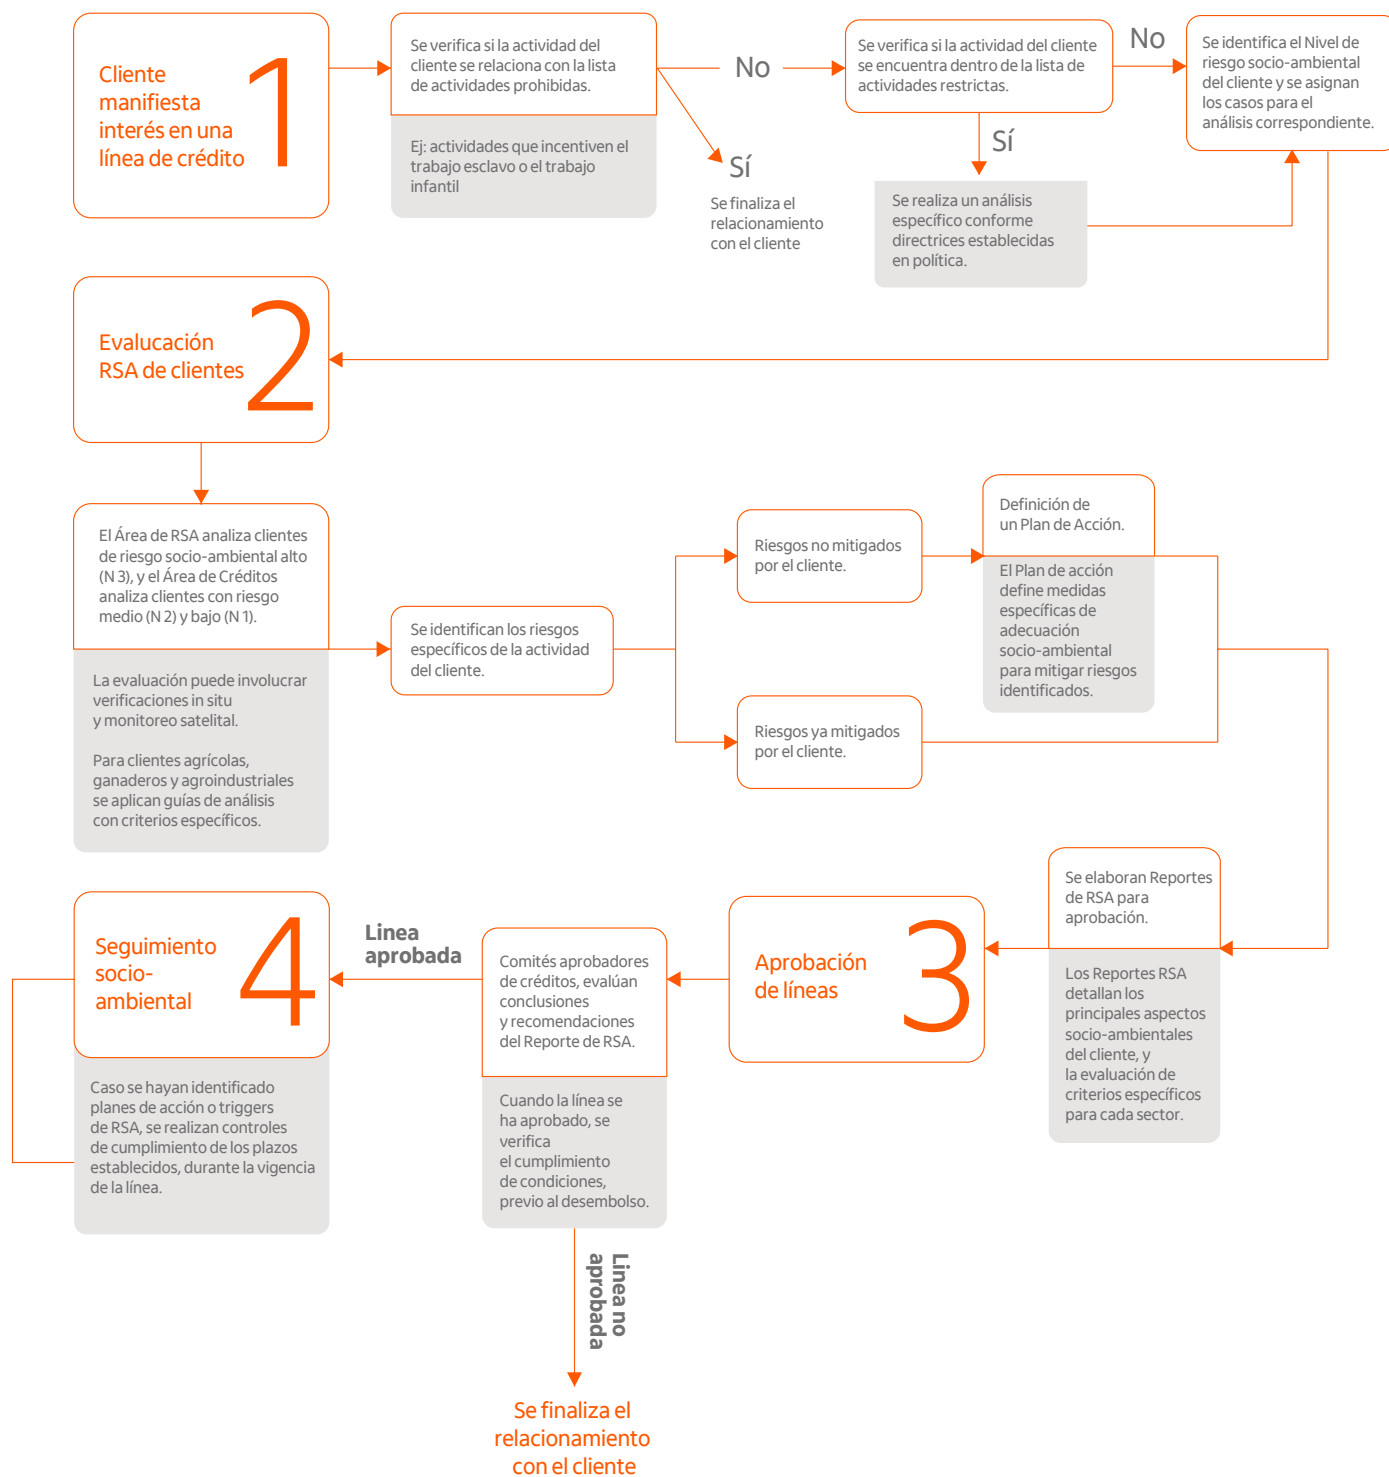 Cliente
manifiesta
interés en una
línea de crédito
1
Se verifica si la actividad del
cliente se relaciona con la lista
de actividades prohibidas.
Ej: actividades que incentiven el
trabajo esclavo o el trabajo
infantil
No
Sí
Se finaliza el
relacionamiento
con el cliente
Se verifica si la actividad del cliente
se encuentra dentro de la lista de
actividades restrictas.
No
Sí
Se realiza un análisis
específico conforme
directrices establecidas
en política.
Se identifica el Nivel de
riesgo socio-ambiental
del cliente y se asignan
los casos para el
análisis correspondiente.
Evalucación
RSA de clientes
2
El Área de RSA analiza clientes
de riesgo socio-ambiental alto
(N 3), y el Área de Créditos
analiza clientes con riesgo
medio (N 2) y bajo (N 1).
La evaluación puede involucrar
verificaciones in situ
y monitoreo satelital.
Para clientes agrícolas,
ganaderos y agroindustriales
se aplican guías de análisis
con criterios específicos.
Se identifican los riesgos
específicos de la actividad
del cliente.
Riesgos no mitigados
por el cliente.
Riesgos ya mitigados
por el cliente.
Definición de
un Plan de Acción.
El Plan de acción
define medidas
específicas de
adecuación
socio-ambiental
para mitigar riesgos
identificados.
Se elaboran Reportes
de RSA para
aprobación.
Los Reportes RSA
detallan los
principales aspectos
socio-ambientales
del cliente, y
la evaluación de
criterios específicos
para cada sector.
Aprobación
de líneas
3
Comités aprobadores
de créditos, evalúan
conclusiones
y recomendaciones
del Reporte de RSA.
Cuando la línea se
ha aprobado, se
verifica
el cumplimiento
de condiciones,
previo al desembolso.
Linea
aprobada
Linea no
aprobada
Se finaliza el
relacionamiento
con el cliente
Seguimiento
socio-
ambiental
4
Caso se hayan identificado
planes de acción o triggers
de RSA, se realizan controles
de cumplimiento de los plazos
establecidos, durante la vigencia
de la línea.